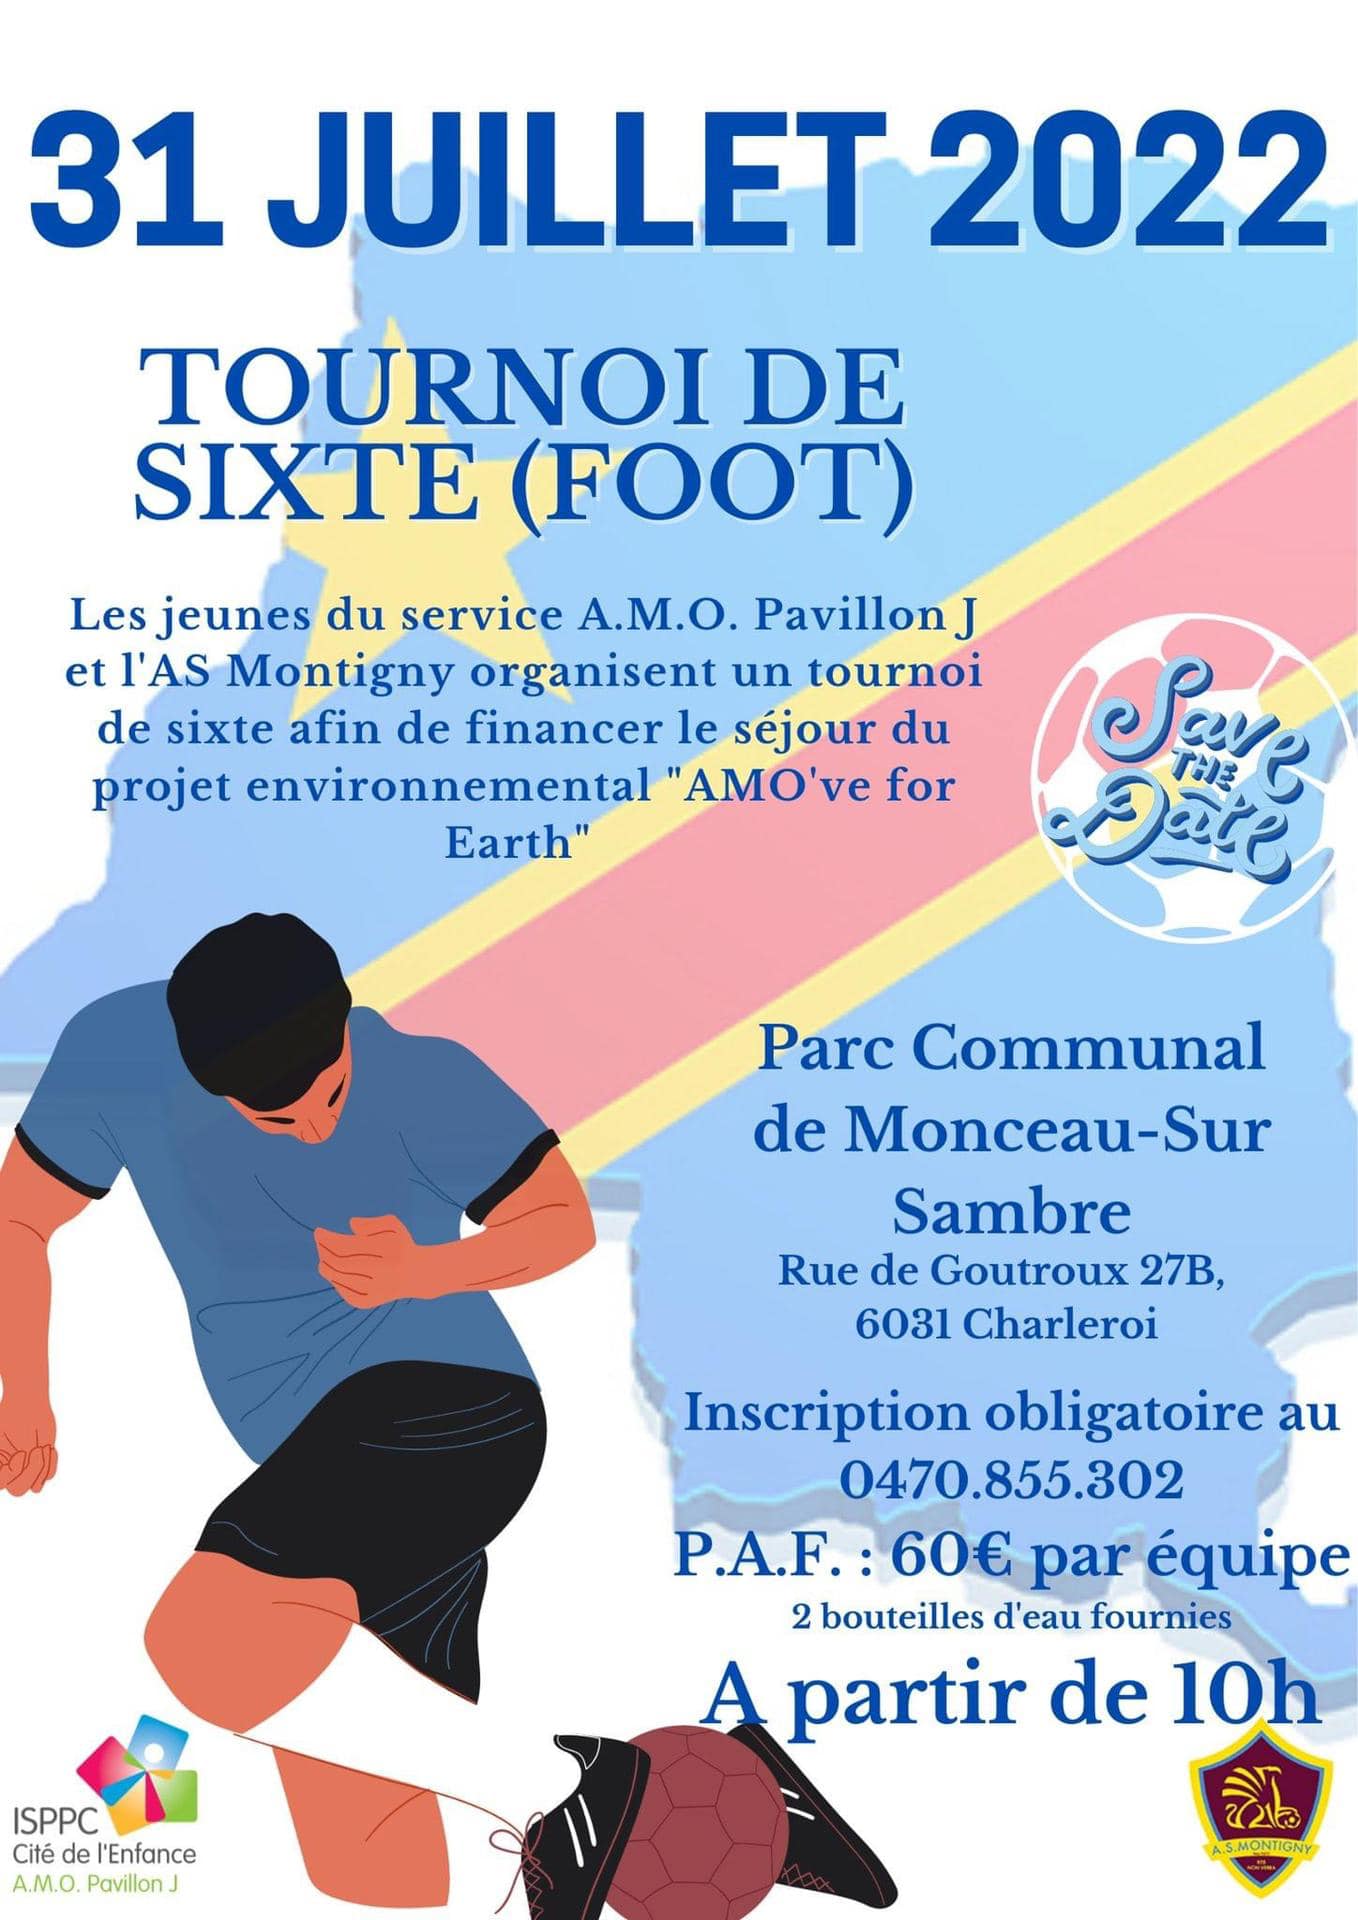 31 JUILLET 2022
TOURNOI DE
SIXTE (FOOT)
Les jeunes du service A.M.O. Pavillon J
et l'AS Montigny organisent un tournoi
de sixte afin de financer le séjour du
projet environnemental "AMO've for
Earth"
Save
THE
Date
Parc Communal
de Monceau-Sur
Sambre
Rue de Goutroux 27B,
6031 Charleroi
Inscription obligatoire au
0470.855.302
P.A.F. : 60€ par équipe
2 bouteilles d'eau fournies
A partir de 10h
ISPPC
Cité de l'Enfance
A.M.O. Pavillon J
A.S.MONTIGNY